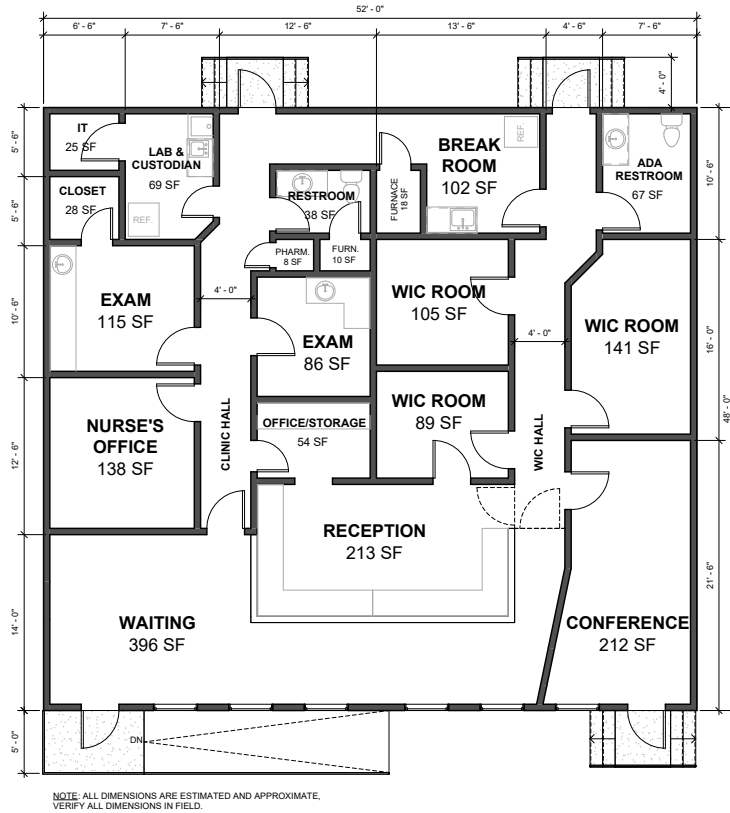 52' - 0"
6' - 6"
7' - 6"
12' - 6"
13' - 6"
4' - 6"
7' - 6"
4' - 0"
5' - 6"
5' - 6"
10' - 6"
12' - 6"
14' - 0"
5' - 0"
10' - 6"
16' - 0"
48' - 0"
21' - 6"
IT
25 SF
LAB &
CUSTODIAN
69 SF
REF.
CLOSET
28 SF
RESTROOM
38 SF
PHARM.
8 SF
FURN.
10 SF
FURNACE
18 SF
BREAK
ROOM
102 SF
REF.
ADA
RESTROOM
67 SF
EXAM
115 SF
4' - 0"
EXAM
86 SF
WIC ROOM
105 SF
4' - 0"
WIC ROOM
141 SF
NURSE'S
OFFICE
138 SF
CLINIC HALL
OFFICE/STORAGE
54 SF
WIC ROOM
89 SF
WIC HALL
RECEPTION
213 SF
WAITING
396 SF
CONFERENCE
212 SF
DN
NOTE: ALL DIMENSIONS ARE ESTIMATED AND APPROXIMATE,
VERIFY ALL DIMENSIONS IN FIELD.